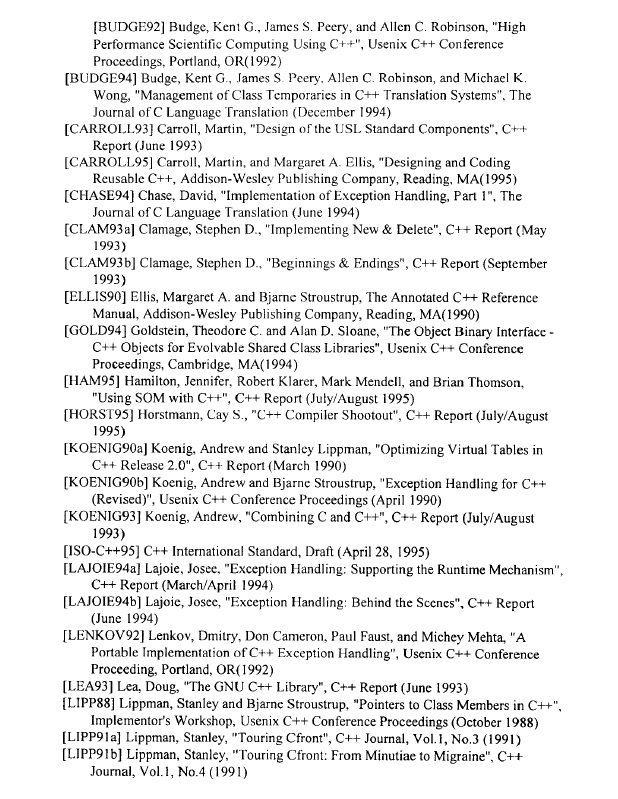 [BUDGE92] Budge, Kent G., James S. Peery, and Allen C. Robinson, "High
Performance Scientific Computing Using C++", Usenix C++ Conference
Proceedings, Portland, OR(1992)
[BUDGE94] Budge, Kent G., James S. Peery, Allen C. Robinson, and Michael K.
Wong, "Management of Class Temporaries in C++ Translation Systems", The
Journal of C Language Translation (December 1994)
[CARROLL93] Carroll, Martin, "Design of the USL Standard Components", C++
Report (June 1993)
[CARROLL95] Carroll, Martin, and Margaret A. Ellis, "Designing and Coding
Reusable C++, Addison-Wesley Publishing Company, Reading, MA(1995)
[CHASE94] Chase, David, "Implementation of Exception Handling, Part 1", The
Journal of C Language Translation (June 1994)
[CLAM93a] Clamage, Stephen D., "Implementing New & Delete", C++ Report (May
1993)
[CLAM93b] Clamage, Stephen D., "Beginnings & Endings", C++ Report (September
1993)
[ELLIS90] Ellis, Margaret A. and Bjarne Stroustrup, The Annotated C++ Reference
Manual, Addison-Wesley Publishing Company, Reading, MA(1990)
[GOLD94] Goldstein, Theodore C. and Alan D. Sloane, "The Object Binary Interface -
C++ Objects for Evolvable Shared Class Libraries", Usenix C++ Conference
Proceedings, Cambridge, MA(1994)
[HAM95] Hamilton, Jennifer, Robert Klarer, Mark Mendell, and Brian Thomson,
"Using SOM with C++", C++ Report (July/August 1995)
[HORST95] Horstmann, Cay S., "C++ Compiler Shootout", C++ Report (July/August
1995)
[KOENIG90a] Koenig, Andrew and Stanley Lippman, "Optimizing Virtual Tables in
C++ Release 2.0", C++ Report (March 1990)
[KOENIG90b] Koenig, Andrew and Bjarne Stroustrup, "Exception Handling for C++
(Revised)", Usenix C++ Conference Proceedings (April 1990)
[KOENIG93] Koenig, Andrew, "Combining C and C++", C++ Report (July/August
1993)
[ISO-C++95] C++ International Standard, Draft (April 28, 1995)
[LAJOIE94a] Lajoie, Josee, "Exception Handling: Supporting the Runtime Mechanism",
C++ Report (March/April 1994)
[LAJOIE94b] Lajoie, Josee, "Exception Handling: Behind the Scenes", C++ Report
(June 1994)
[LENKOV92] Lenkov, Dmitry, Don Cameron, Paul Faust, and Michey Mehta, "A
Portable Implementation of C++ Exception Handling", Usenix C++ Conference
Proceeding, Portland, OR(1992)
[LEA93] Lea, Doug, "The GNU C++ Library", C++ Report (June 1993)
[LIPP88] Lippman, Stanley and Bjarne Stroustrup, "Pointers to Class Members in C++",
Implementor's Workshop, Usenix C++ Conference Proceedings (October 1988)
[LIPP91a] Lippman, Stanley, "Touring Cfront", C++ Journal, Vol.1, No.3 (1991)
[LIPP91b] Lippman, Stanley, "Touring Cfront: From Minutiae to Migraine", C++
Journal, Vol.1, No.4 (1991)